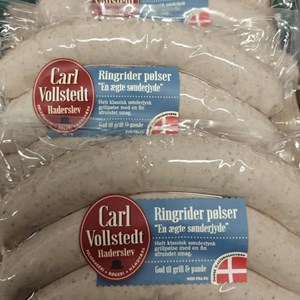 Carl
Vollstedt
Haderslev
Ringrider pølser
"En ægte sønderjyde"
Helt klassisk sønderjysk
grillpølse med en fin
afrundet smag.
God til grill & pande
Carl
Vollstedt
Haderslev
Ringrider pølser
"En ægte sønderjyde"
Helt klassisk sønderjysk
grillpølse med en fin
afrundet smag.
God til grill & pande